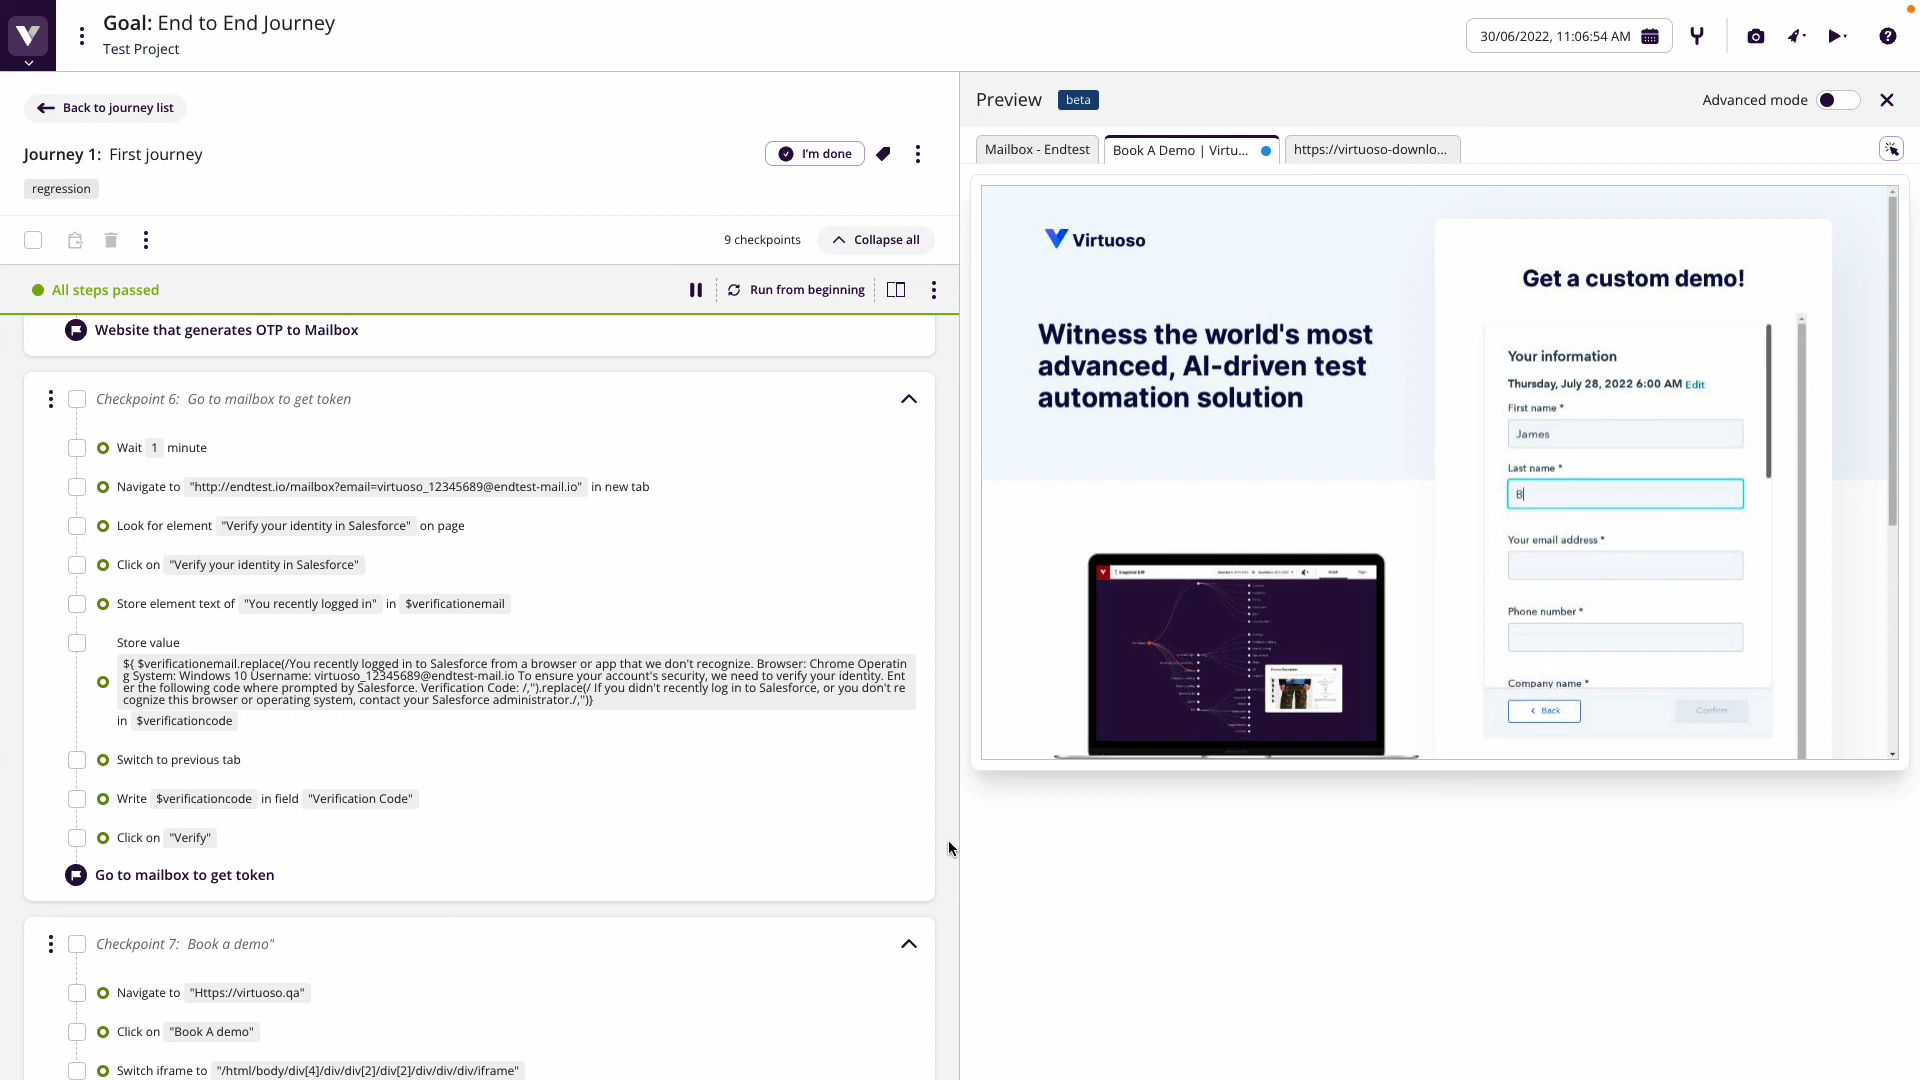 Goal: End to End Journey
Test Project
30/06/2022, 11:06:54 AM
Back to journey list
Journey 1: First journey
I'm done
regression
9 checkpoints
Collapse all
All steps passed
Run from beginning
Website that generates OTP to Mailbox
Checkpoint 6: Go to mailbox to get token
Wait 1 minute
Navigate to "http://endtest.io/mailbox?email=virtuoso_12345689@endtest-mail.io" in new tab
Look for element "Verify your identity in Salesforce" on page
Click on "Verify your identity in Salesforce"
Store element text of "You recently logged in" in $verificationemail
Store value
${ $verificationemail.replace(/You recently logged in to Salesforce from a browser or app that we don't recognize. Browser: Chrome Operatin
g System: Windows 10 Username: virtuoso_12345689@endtest-mail.io To ensure your account's security, we need to verify your identity. Ent
er the following code where prompted by Salesforce. Verification Code: /,'').replace(/ If you didn't recently log in to Salesforce, or you don't re
cognize this browser or operating system, contact your Salesforce administrator./,'')}
in $verificationcode
Switch to previous tab
Write $verificationcode in field "Verification Code"
Click on "Verify"
Go to mailbox to get token
Checkpoint 7: Book a demo"
Navigate to "Https://virtuoso.qa"
Click on "Book A demo"
Switch iframe to "/html/body/div[4]/div/div[2]/div[2]/div/div/div/iframe"
Preview beta
Advanced mode
Mailbox - Endtest
Book A Demo | Virtu...
https://virtuoso-downlo...
Virtuoso
Witness the world's most
advanced, AI-driven test
automation solution
Get a custom demo!
Your information
Thursday, July 28, 2022 6:00 AM Edit
First name *
James
Last name *
B
Your email address *
Phone number *
Company name *
Back
Confirm